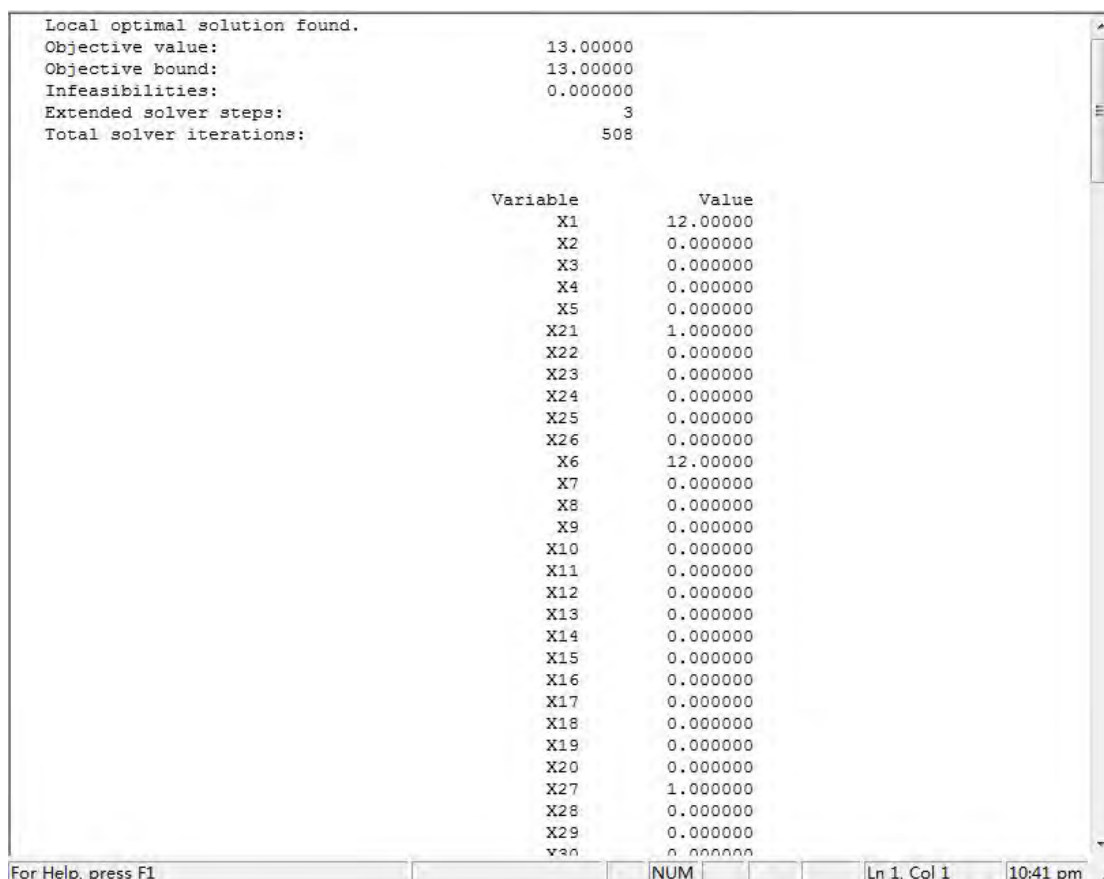 Local optimal solution found.
Objective value: 13.00000
Objective bound: 13.00000
Infeasibilities: 0.000000
Extended solver steps: 3
Total solver iterations: 508
Variable Value
X1 12.00000
X2 0.000000
X3 0.000000
X4 0.000000
X5 0.000000
X21 1.000000
X22 0.000000
X23 0.000000
X24 0.000000
X25 0.000000
X26 0.000000
X6 12.00000
X7 0.000000
X8 0.000000
X9 0.000000
X10 0.000000
X11 0.000000
X12 0.000000
X13 0.000000
X14 0.000000
X15 0.000000
X16 0.000000
X17 0.000000
X18 0.000000
X19 0.000000
X20 0.000000
X27 1.000000
X28 0.000000
X29 0.000000
X30 0.000000
For Help, press F1 NUM Ln 1, Col 1 10:41 pm